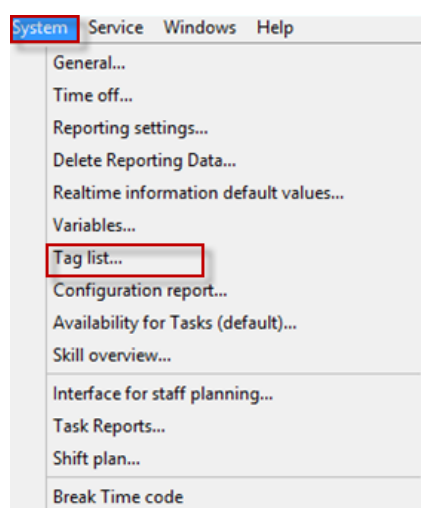 System Service Windows Help
General...
Time off...
Reporting settings...
Delete Reporting Data...
Realtime information default values...
Variables...
Tag list...
Configuration report...
Availability for Tasks (default)...
Skill overview...
Interface for staff planning...
Task Reports...
Shift plan...
Break Time code